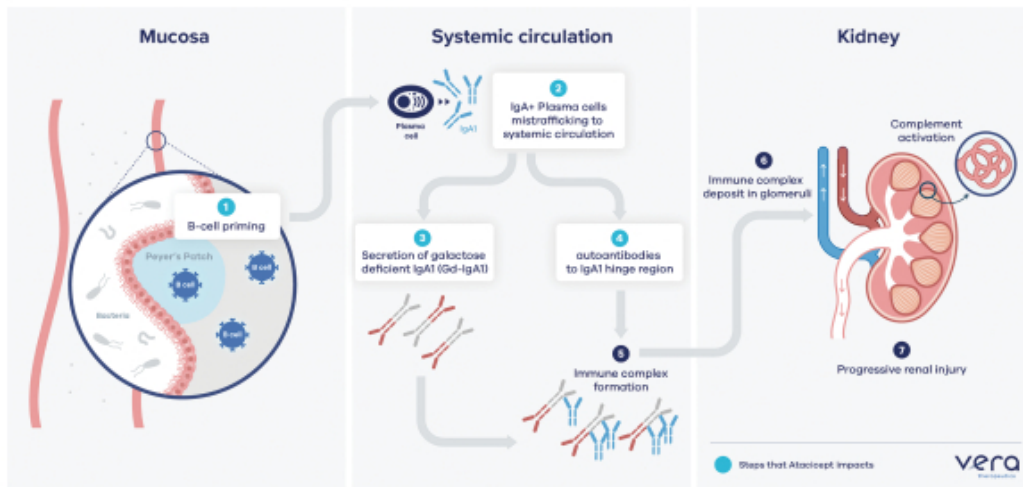 Mucosa
1
B-cell priming
Peyer's Patch
B cell
B cell
B cell
Bacteria
Systemic circulation
Plasma
cell
IgA1
2
IgA+ Plasma cells
mistrafficking to
systemic circulation
3
Secretion of galactose
deficient IgA1 (Gd-IgA1)
4
autoantibodies
to IgA1 hinge region
5
Immune complex
formation
Kidney
Complement
activation
6
Immune complex
deposit in glomeruli
7
Progressive renal injury
Steps that Atacicept impacts
vera
therapeutics